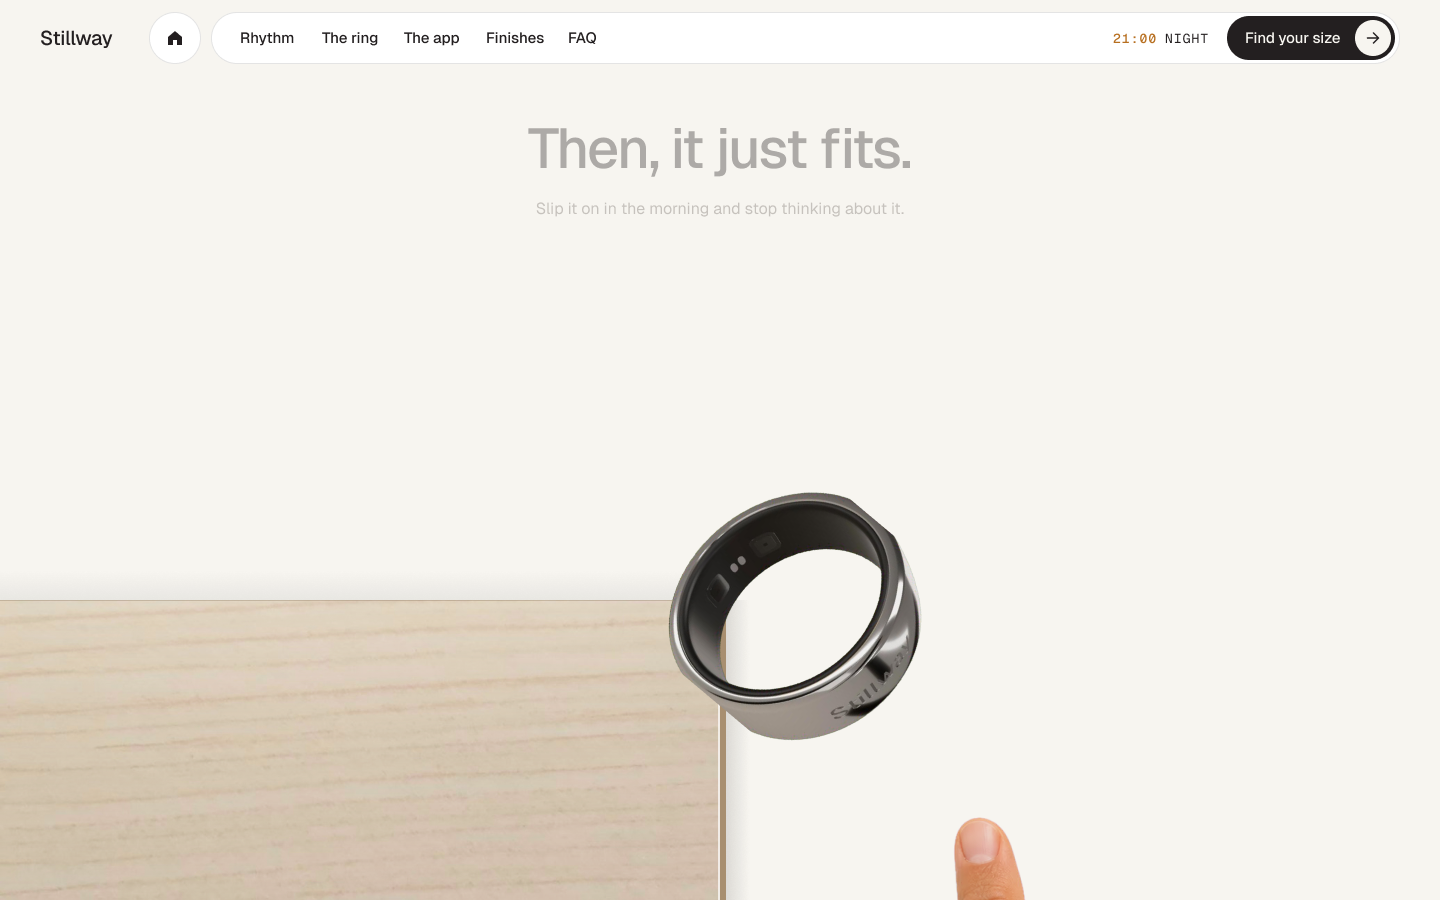 Stillway
Rhythm The ring The app Finishes FAQ
21:00 NIGHT
Find your size
Then, it just fits.
Slip it on in the morning and stop thinking about it.
Stillway